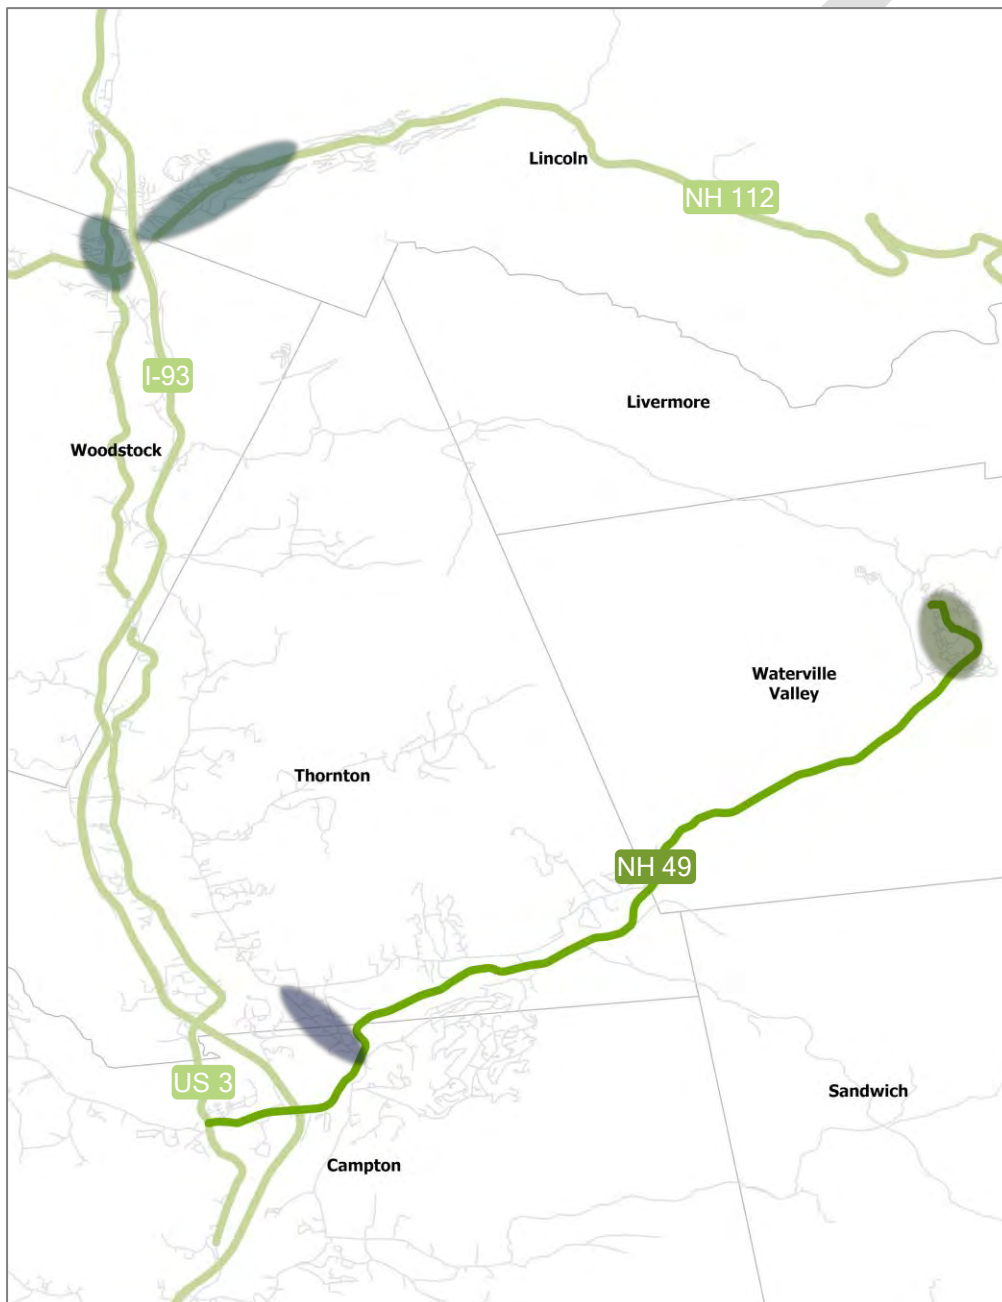 Lincoln
NH 112
I-93
Livermore
Woodstock
Waterville
Valley
Thornton
NH 49
US 3
Sandwich
Campton